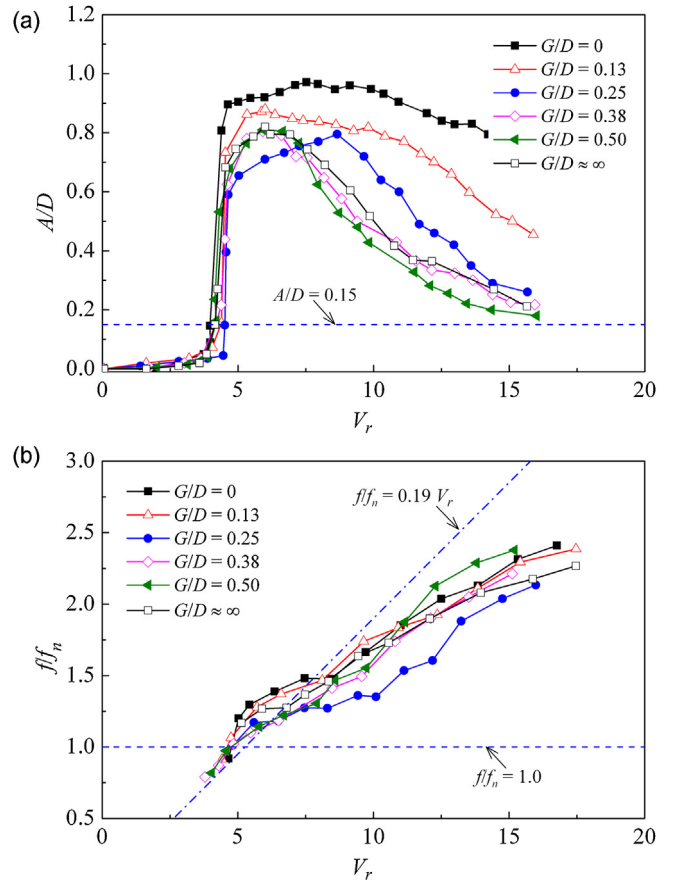 (a)
1.2
1.0
0.8
0.6
0.4
0.2
0.0
A/D
G/D = 0
G/D = 0.13
G/D = 0.25
G/D = 0.38
G/D = 0.50
G/D ≈ ∞
A/D = 0.15
0 5 10 15 20
Vr
(b)
3.0
2.5
2.0
1.5
1.0
0.5
f/fn
G/D = 0
G/D = 0.13
G/D = 0.25
G/D = 0.38
G/D = 0.50
G/D ≈ ∞
f/fn = 0.19 Vr
f/fn = 1.0
0 5 10 15 20
Vr